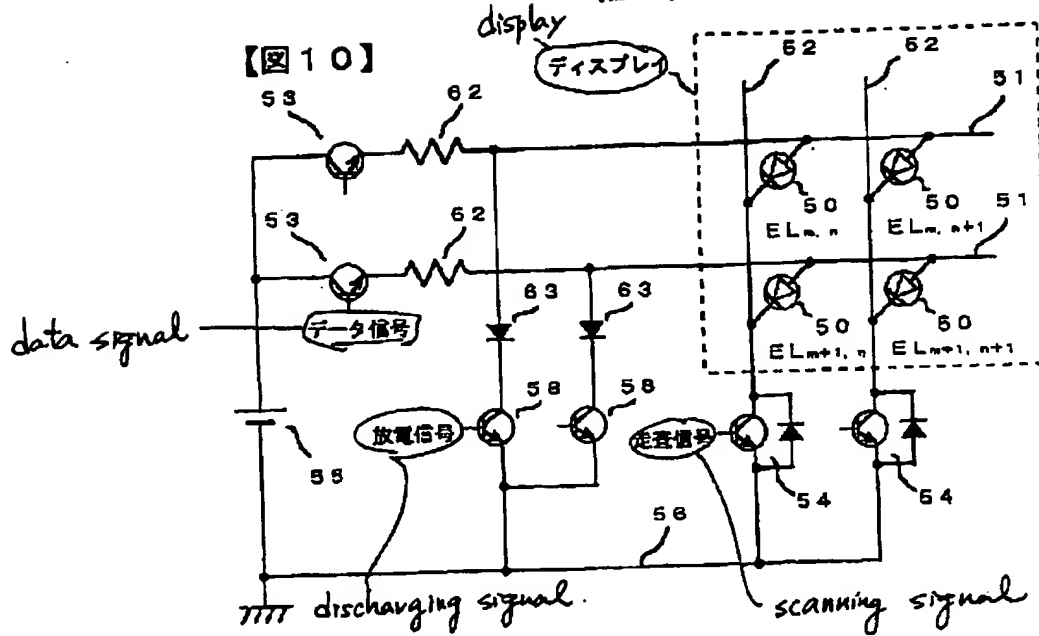 display
【図10】
ディスプレイ
62
62
53
62
51
50
50
51
ELm,n
ELm,n+1
53
62
63
63
50
50
data signal
データ信号
ELm+1,n
ELm+1,n+1
58
58
放電信号
走査信号
55
54
54
56
discharging signal.
scanning signal